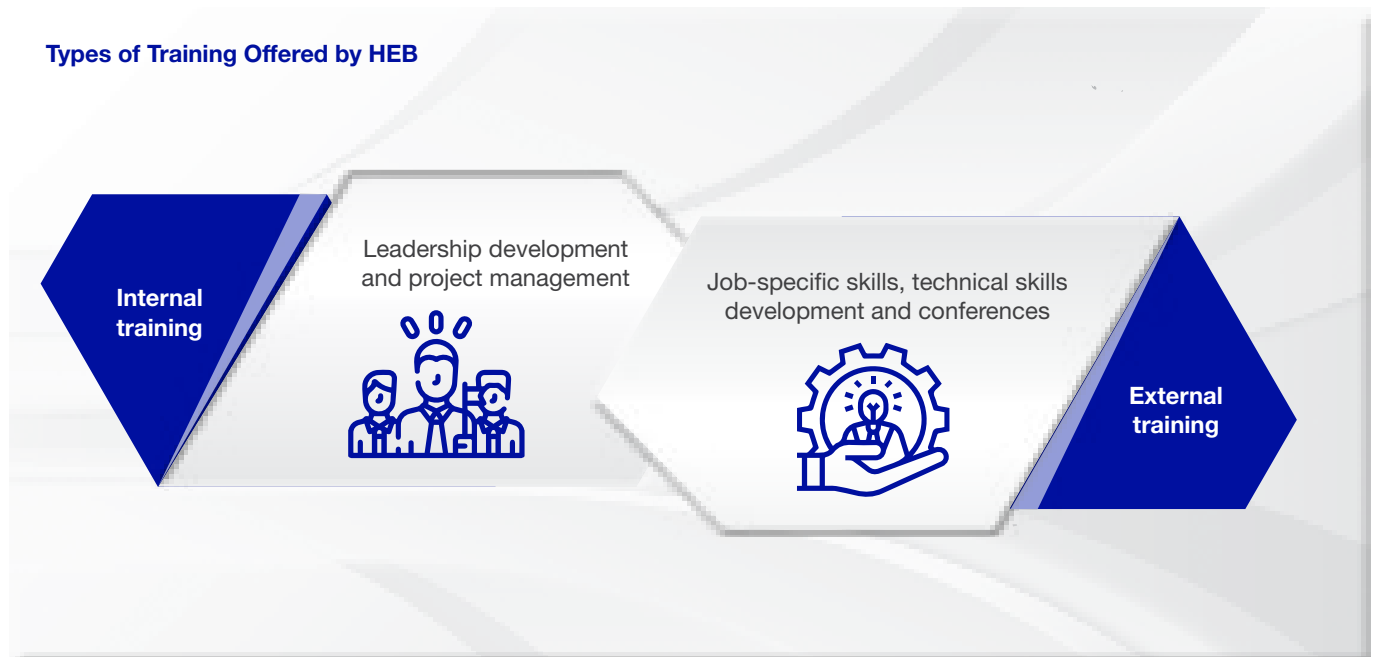 Types of Training Offered by HEB
Internal
training
Leadership development
and project management
Job-specific skills, technical skills
development and conferences
External
training